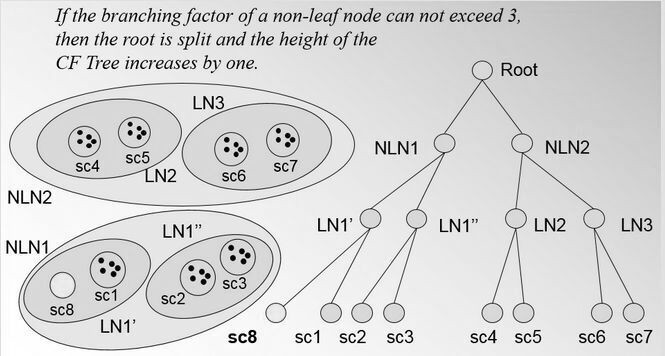 If the branching factor of a non-leaf node can not exceed 3,
then the root is split and the height of the
CF Tree increases by one.
Root
LN3
NLN1
NLN2
sc4
sc5
sc6
sc7
LN2
NLN2
LN1'
LN1”
LN2
LN3
NLN1
LN1”
sc8
sc1
sc2
sc3
LN1'
sc8
sc1
sc2
sc3
sc4
sc5
sc6
sc7